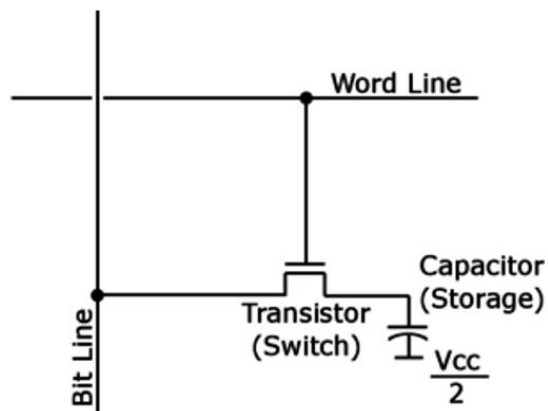 Word Line
Capacitor
(Storage)
Transistor
(Switch)
Bit Line
Vcc
2